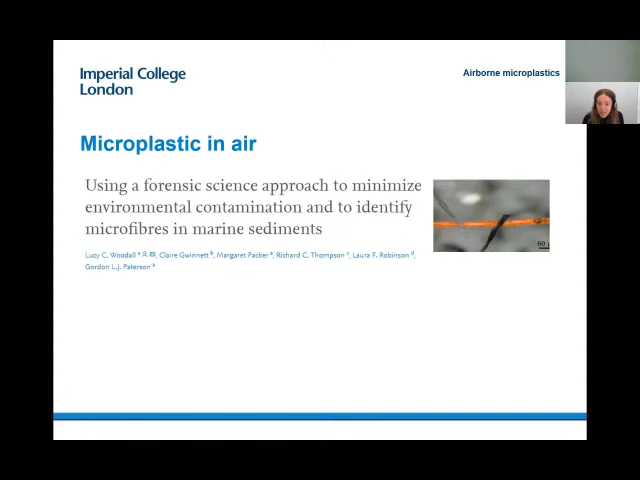 Imperial College
London
Airborne microplastics
Microplastic in air
Using a forensic science approach to minimize
environmental contamination and to identify
microfibres in marine sediments
Lucy C. Woodall a, Claire Gwinnett b, Margaret Packer a, Richard C. Thompson c, Laura F. Robinson d,
Gordon L.J. Paterson a
50